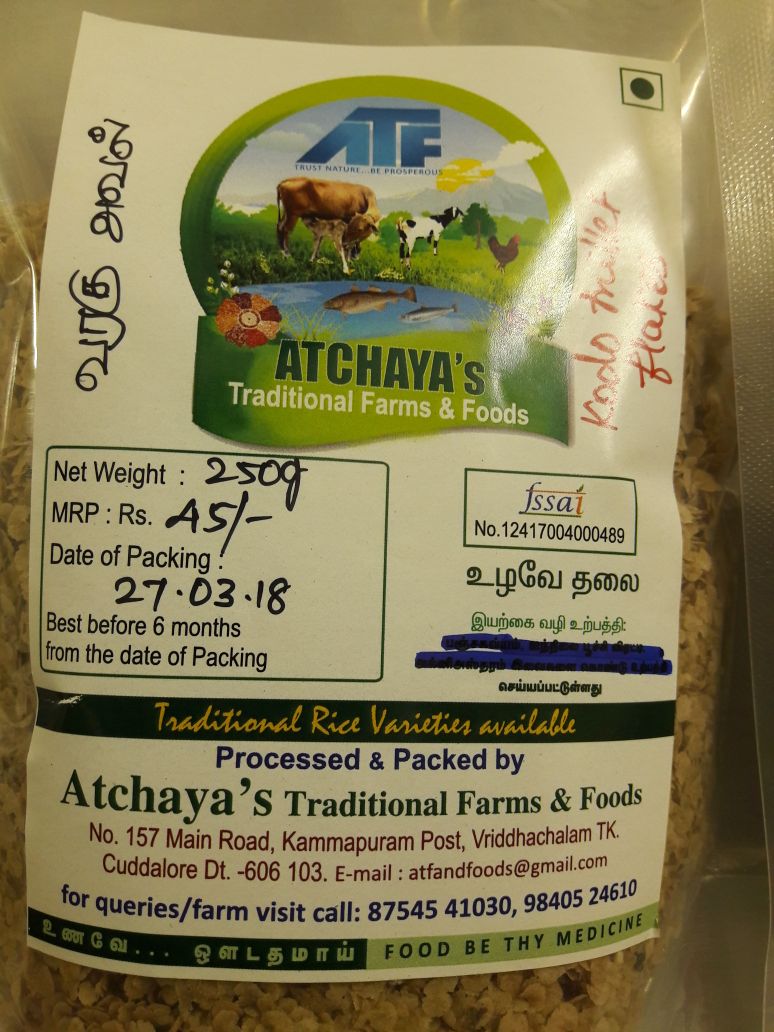 ATF
TRUST NATURE...BE PROSPEROUS
வரகு அவல்
Kodo millet
ATCHAYA's
Traditional Farms & Foods
Net Weight : 250g
MRP : Rs. 45/-
Date of Packing :
27.03.18
Best before 6 months
from the date of Packing
fssai
No.12417004000489
உழவே தலை
இயற்கை வழி உற்பத்தி:
செய்யப்பட்டுள்ளது
Traditional Rice Varieties available
Processed & Packed by
Atchaya's Traditional Farms & Foods
No. 157 Main Road, Kammapuram Post, Vriddhachalam TK.
Cuddalore Dt. -606 103. E-mail : atfandfoods@gmail.com
for queries/farm visit call: 87545 41030, 98405 24610
உணவே... ஔடதமாய் FOOD BE THY MEDICINE